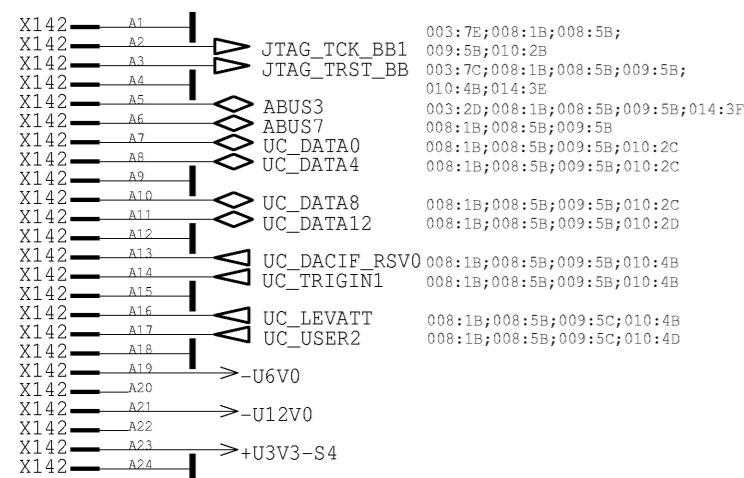 X142 A1
003:7E;008:1B;008:5B;
X142 A2 JTAG_TCK_BB1 009:5B;010:2B
X142 A3 JTAG_TRST_BB 003:7C;008:1B;008:5B;009:5B;
X142 A4 010:4B;014:3E
X142 A5 ABUS3 003:2D;008:1B;008:5B;009:5B;014:3F
X142 A6 ABUS7 008:1B;008:5B;009:5B
X142 A7 UC_DATA0 008:1B;008:5B;009:5B;010:2C
X142 A8 UC_DATA4 008:1B;008:5B;009:5B;010:2C
X142 A9
X142 A10 UC_DATA8 008:1B;008:5B;009:5B;010:2C
X142 A11 UC_DATA12 008:1B;008:5B;009:5B;010:2D
X142 A12
X142 A13 UC_DACIF_RSV0 008:1B;008:5B;009:5B;010:4B
X142 A14 UC_TRIGIN1 008:1B;008:5B;009:5B;010:4B
X142 A15
X142 A16 UC_LEVATT 008:1B;008:5B;009:5C;010:4B
X142 A17 UC_USER2 008:1B;008:5B;009:5C;010:4D
X142 A18
X142 A19 -U6V0
X142 A20
X142 A21 -U12V0
X142 A22
X142 A23 +U3V3-S4
X142 A24